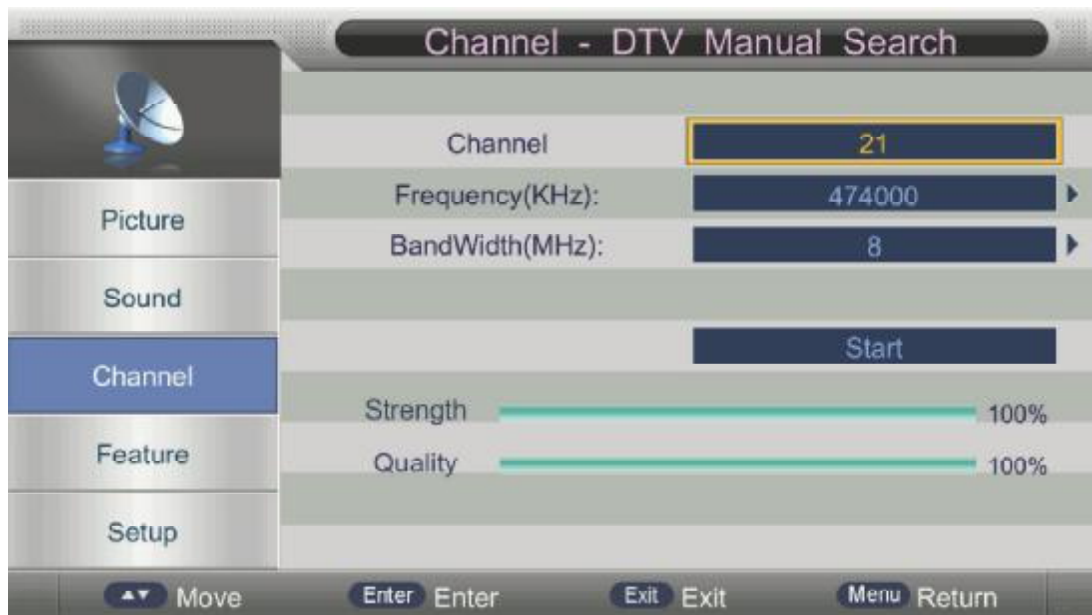 Channel - DTV Manual Search
Channel 21
Frequency(KHz): 474000
BandWidth(MHz): 8
Start
Strength 100%
Quality 100%
Picture
Sound
Channel
Feature
Setup
Move Enter Enter Exit Exit Menu Return